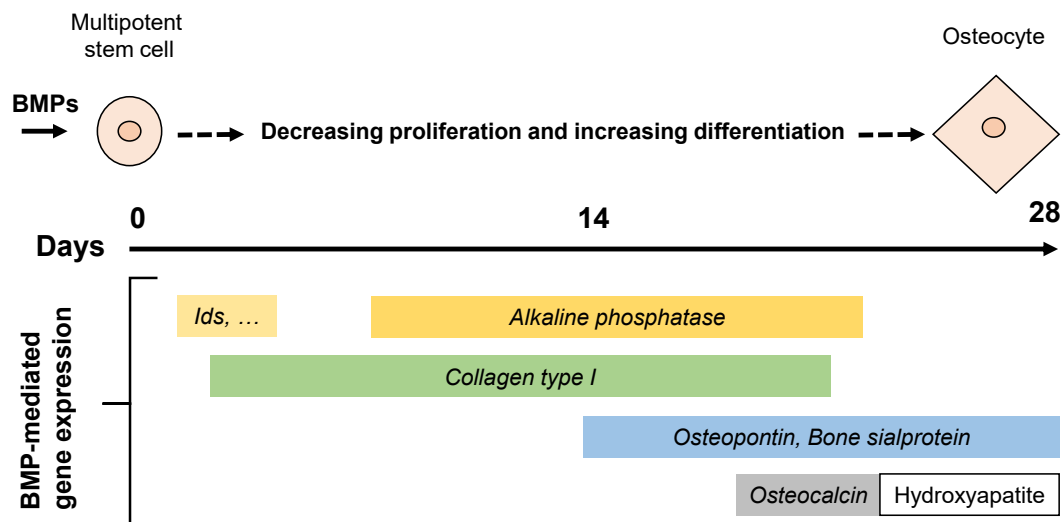 Multipotent
stem cell
Osteocyte
BMPs
Decreasing proliferation and increasing differentiation
0
14
28
Days
BMP-mediated
gene expression
Ids, …
Alkaline phosphatase
Collagen type I
Osteopontin, Bone sialprotein
Osteocalcin
Hydroxyapatite